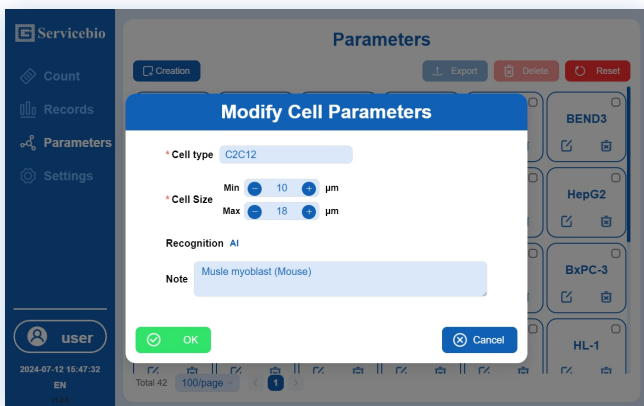 Servicebio
Parameters
Count
Creation
Export
Delete
Reset
Records
Modify Cell Parameters
BEND3
Parameters
* Cell type C2C12
Settings
Min - 10 + μm
* Cell Size
HepG2
Max - 18 + μm
Recognition AI
Note Musle myoblast (Mouse)
BxPC-3
user
OK
Cancel
HL-1
2024-07-12 15:47:32
EN
Total 42 100/page < 1 >